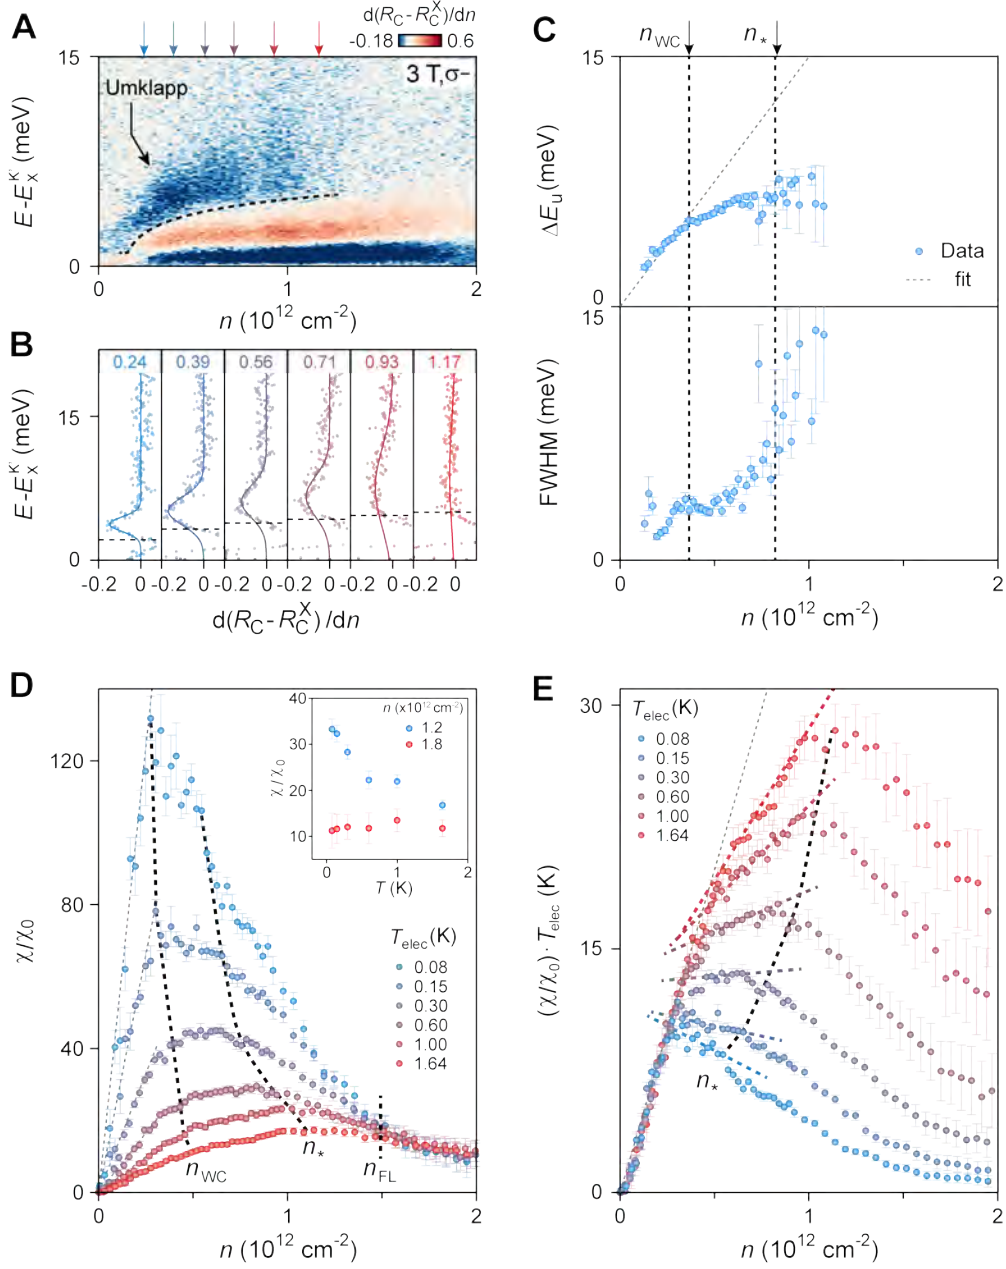 A
d(R_C - R_C^X)/dn
-0.18 0.6
15
3 T,σ-
Umklapp
E-E_X^K' (meV)
0
0 1 2
n (10^12 cm^-2)
B
0.24 0.39 0.56 0.71 0.93 1.17
15
E-E_X^K' (meV)
0
-0.2 0 -0.2 0 -0.2 0 -0.2 0 -0.2 0 -0.2 0
d(R_C - R_C^X)/dn
C
n_WC n_*
15
ΔE_u (meV)
Data
fit
0
15
FWHM (meV)
0
0 1 2
n (10^12 cm^-2)
D
120
80
40
0
χ/χ_0
40
30
20
10
χ/χ_0
n (x10^12 cm^-2)
1.2
1.8
0 1 2
T (K)
T_elec (K)
0.08
0.15
0.30
0.60
1.00
1.64
n_WC n_* n_FL
0 1 2
n (10^12 cm^-2)
E
30
15
0
(χ/χ_0) · T_elec (K)
T_elec (K)
0.08
0.15
0.30
0.60
1.00
1.64
n_*
0 1 2
n (10^12 cm^-2)